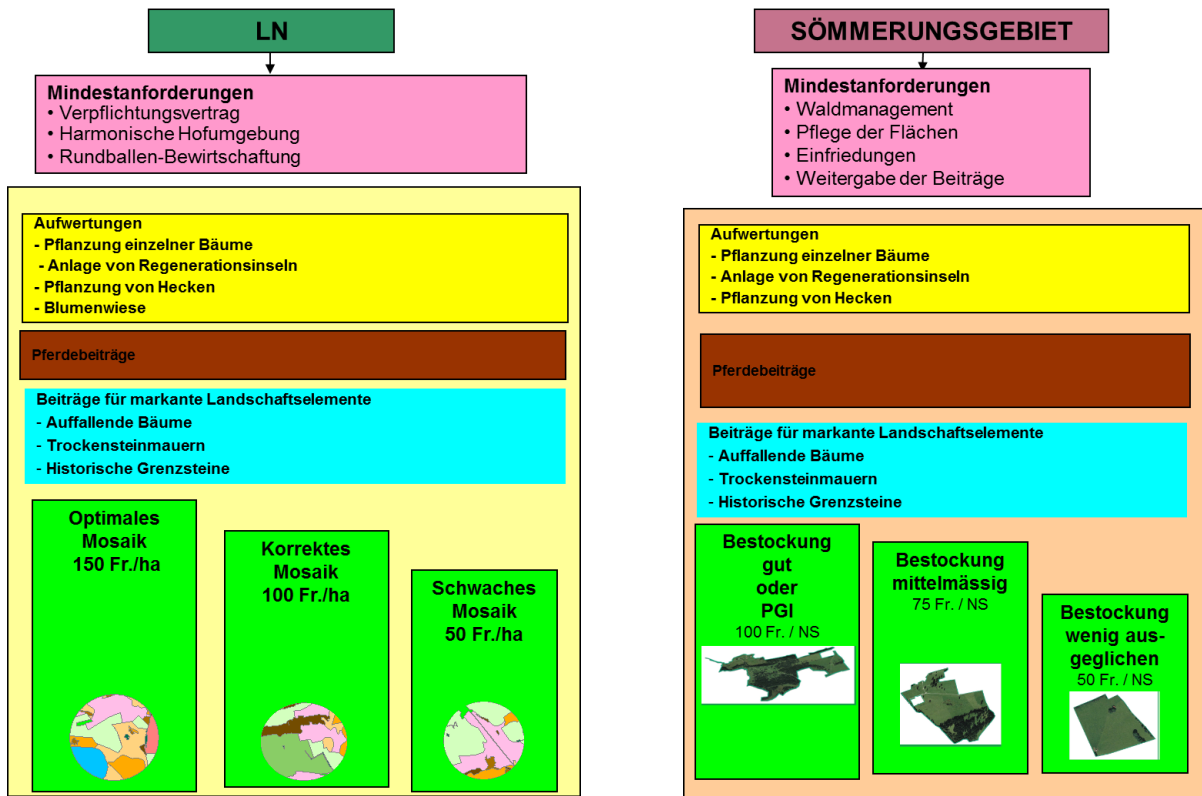 LN
Mindestanforderungen
• Verpflichtungsvertrag
• Harmonische Hofumgebung
• Rundballen-Bewirtschaftung
Aufwertungen
- Pflanzung einzelner Bäume
- Anlage von Regenerationsinseln
- Pflanzung von Hecken
- Blumenwiese
Pferdebeiträge
Beiträge für markante Landschaftselemente
- Auffallende Bäume
- Trockensteinmauern
- Historische Grenzsteine
Optimales
Mosaik
150 Fr./ha
Korrektes
Mosaik
100 Fr./ha
Schwaches
Mosaik
50 Fr./ha
SÖMMERUNGSGEBIET
Mindestanforderungen
• Waldmanagement
• Pflege der Flächen
• Einfriedungen
• Weitergabe der Beiträge
Aufwertungen
- Pflanzung einzelner Bäume
- Anlage von Regenerationsinseln
- Pflanzung von Hecken
Pferdebeiträge
Beiträge für markante Landschaftselemente
- Auffallende Bäume
- Trockensteinmauern
- Historische Grenzsteine
Bestockung
gut
oder
PGI
100 Fr. / NS
Bestockung
mittelmässig
75 Fr. / NS
Bestockung
wenig aus-
geglichen
50 Fr. / NS